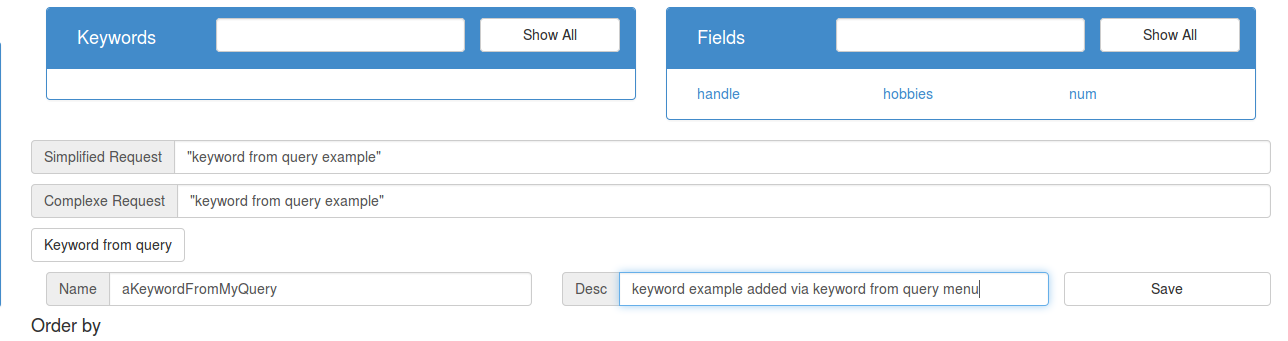 Keywords Show All Fields Show All
handle hobbies num
Simplified Request "keyword from query example"
Complexe Request "keyword from query example"
Keyword from query
Name aKeywordFromMyQuery Desc keyword example added via keyword from query menu Save
Order by